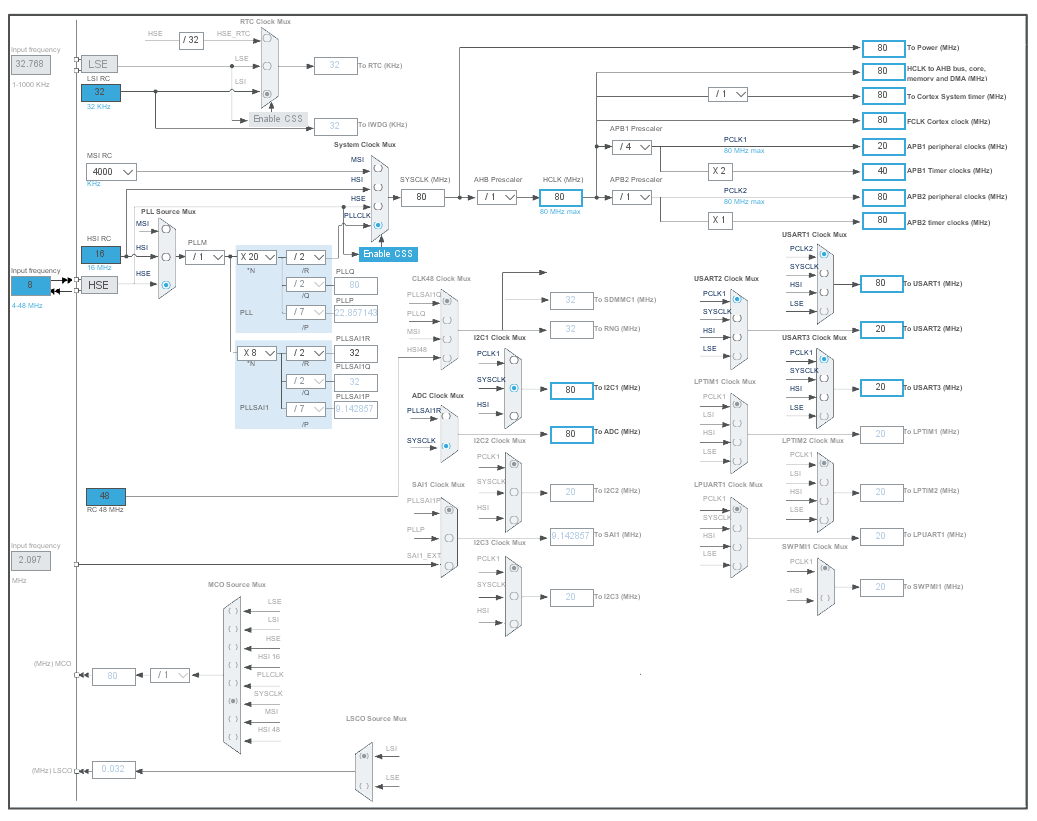 RTC Clock Mux
HSE
/ 32
HSE_RTC
Input frequency
32.768
1-1000 KHz
LSE
LSE
32
To RTC (KHz)
LSI RC
32
32 KHz
LSI
Enable CSS
32
To IWDG (KHz)
80
To Power (MHz)
80
HCLK to AHB bus, core,
memory and DMA (MHz)
/ 1
80
To Cortex System timer (MHz)
80
FCLK Cortex clock (MHz)
System Clock Mux
MSI RC
4000
KHz
MSI
HSI
HSE
PLLCLK
Enable CSS
SYSCLK (MHz)
80
AHB Prescaler
/ 1
HCLK (MHz)
80
80 MHz max
APB1 Prescaler
/ 4
PCLK1
80 MHz max
20
APB1 peripheral clocks (MHz)
X 2
40
APB1 Timer clocks (MHz)
APB2 Prescaler
/ 1
PCLK2
80 MHz max
80
APB2 peripheral clocks (MHz)
X 1
80
APB2 timer clocks (MHz)
PLL Source Mux
MSI
HSI RC
16
16 MHz
HSI
PLLM
/ 1
Input frequency
8
4-48 MHz
HSE
HSE
X 20
*N
/ 2
/R
PLLQ
/ 2
80
/Q
PLLP
PLL
/ 7
22.857143
/P
PLLSAI1R
X 8
*N
/ 2
32
/R
PLLSAI1Q
/ 2
32
/Q
PLLSAI1P
PLLSAI1
/ 7
9.142857
/P
CLK48 Clock Mux
PLLSAI1Q
PLLQ
MSI
HSI48
32
To SDMMC1 (MHz)
32
To RNG (MHz)
I2C1 Clock Mux
PCLK1
SYSCLK
HSI
80
To I2C1 (MHz)
ADC Clock Mux
PLLSAI1R
SYSCLK
80
To ADC (MHz)
I2C2 Clock Mux
PCLK1
SYSCLK
HSI
20
To I2C2 (MHz)
48
RC 48 MHz
SAI1 Clock Mux
PLLSAI1P
PLLP
SAI1_EXT
9.142857
To SAI1 (MHz)
Input frequency
2.097
MHz
I2C3 Clock Mux
PCLK1
SYSCLK
HSI
20
To I2C3 (MHz)
USART1 Clock Mux
PCLK2
SYSCLK
HSI
LSE
80
To USART1 (MHz)
USART2 Clock Mux
PCLK1
SYSCLK
HSI
LSE
20
To USART2 (MHz)
USART3 Clock Mux
PCLK1
SYSCLK
HSI
LSE
20
To USART3 (MHz)
LPTIM1 Clock Mux
PCLK1
LSI
HSI
LSE
20
To LPTIM1 (MHz)
LPTIM2 Clock Mux
PCLK1
LSI
HSI
LSE
20
To LPTIM2 (MHz)
LPUART1 Clock Mux
PCLK1
SYSCLK
HSI
LSE
20
To LPUART1 (MHz)
SWPMI1 Clock Mux
PCLK1
HSI
20
To SWPMI1 (MHz)
MCO Source Mux
LSE
LSI
HSE
HSI 16
PLLCLK
SYSCLK
MSI
HSI 48
(MHz) MCO
80
/ 1
LSCO Source Mux
LSI
LSE
(MHz) LSCO
0.032